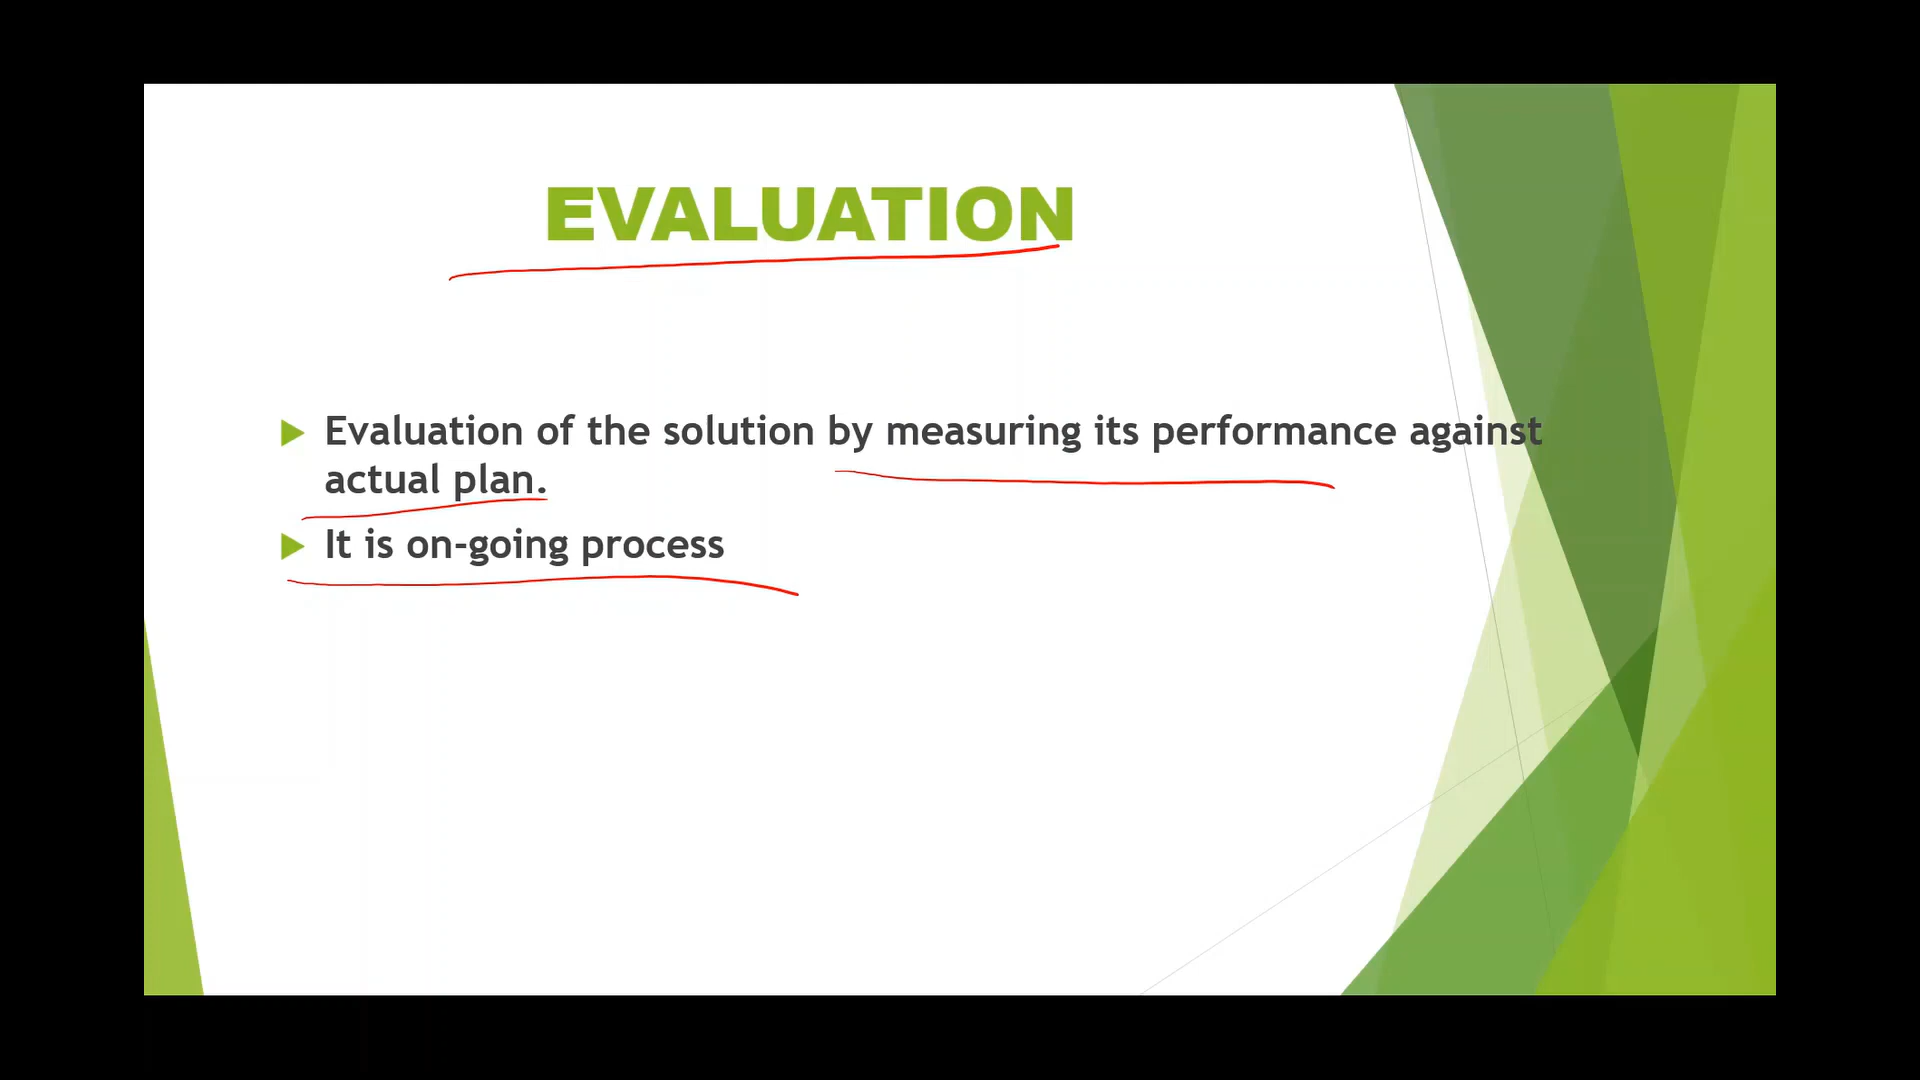 EVALUATION
Evaluation of the solution by measuring its performance against
actual plan.
It is on-going process